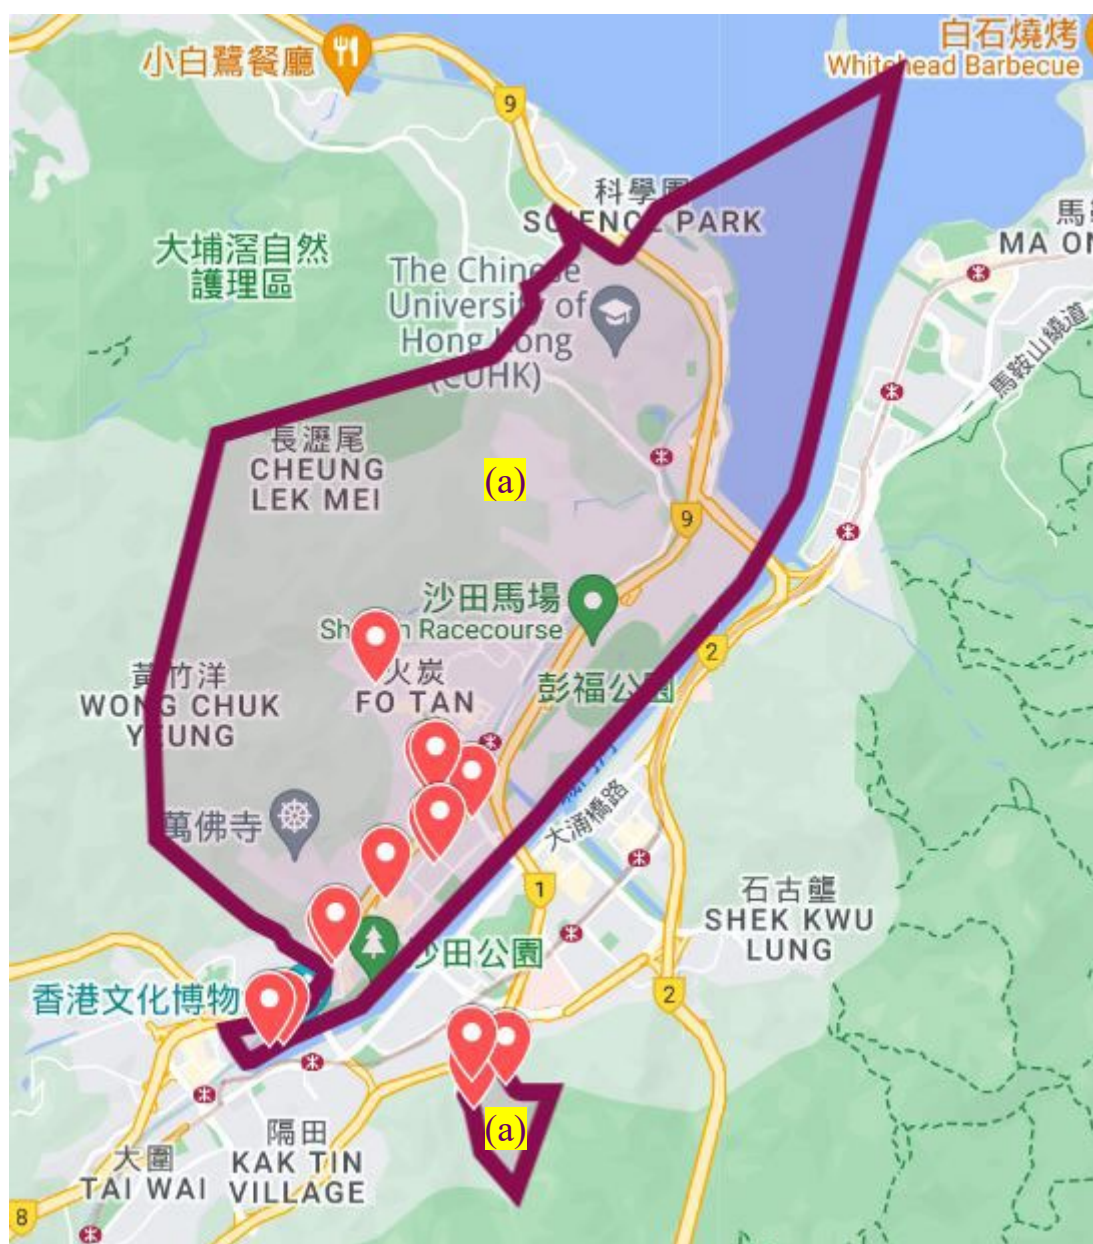 小白鷺餐廳
白石燒烤
Whitehead Barbecue
9
科學園
SCIENCE PARK
大埔滘自然
護理區
The Chinese
University of
Hong Kong
(CUHK)
MA ON
馬鞍山繞道
長瀝尾
CHEUNG
LEK MEI
(a)
9
沙田馬場
Sha Tin Racecourse
2
黃竹洋
WONG CHUK
YEUNG
火炭
FO TAN
彭福公園
大涌橋路
萬佛寺
1
石古壟
SHEK KWU
LUNG
沙田公園
香港文化博物
2
(a)
隔田
KAK TIN
VILLAGE
大圍
TAI WAI
8